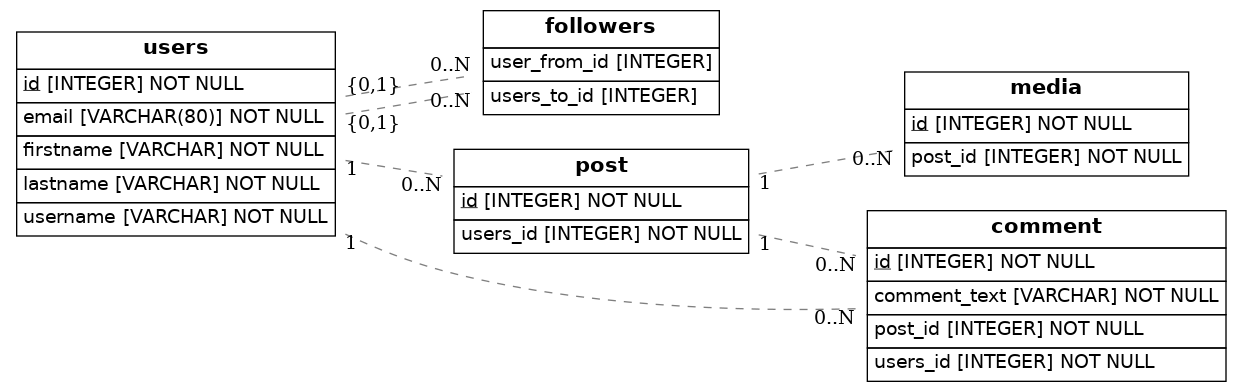 users
id [INTEGER] NOT NULL
email [VARCHAR(80)] NOT NULL
firstname [VARCHAR] NOT NULL
lastname [VARCHAR] NOT NULL
username [VARCHAR] NOT NULL
{0,1}
0..N
{0,1}
0..N
1
0..N
1
0..N
followers
user_from_id [INTEGER]
users_to_id [INTEGER]
post
id [INTEGER] NOT NULL
users_id [INTEGER] NOT NULL
1
0..N
1
0..N
media
id [INTEGER] NOT NULL
post_id [INTEGER] NOT NULL
comment
id [INTEGER] NOT NULL
comment_text [VARCHAR] NOT NULL
post_id [INTEGER] NOT NULL
users_id [INTEGER] NOT NULL